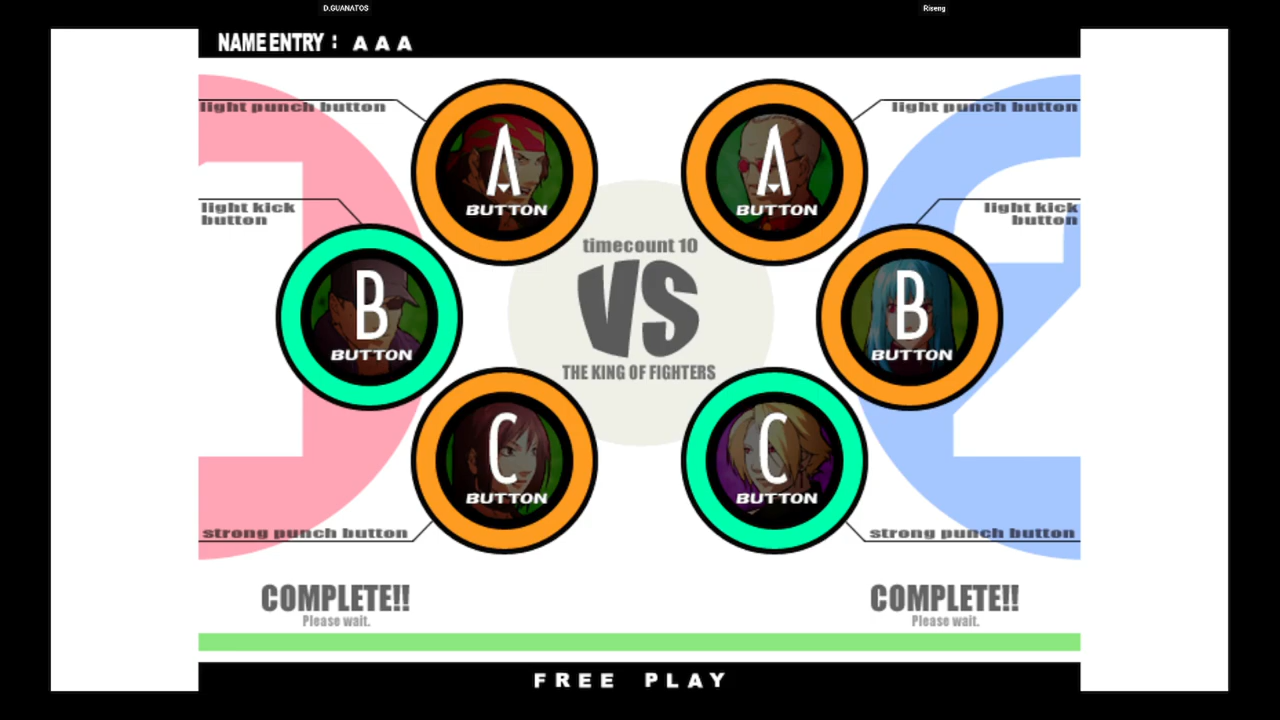 D.GUANATOS
Riseng
NAME ENTRY : AAA
light punch button
light punch button
A
BUTTON
A
BUTTON
light kick
button
light kick
button
timecount 10
VS
THE KING OF FIGHTERS
B
BUTTON
B
BUTTON
C
BUTTON
C
BUTTON
strong punch button
strong punch button
COMPLETE!!
Please wait.
COMPLETE!!
Please wait.
FREE PLAY